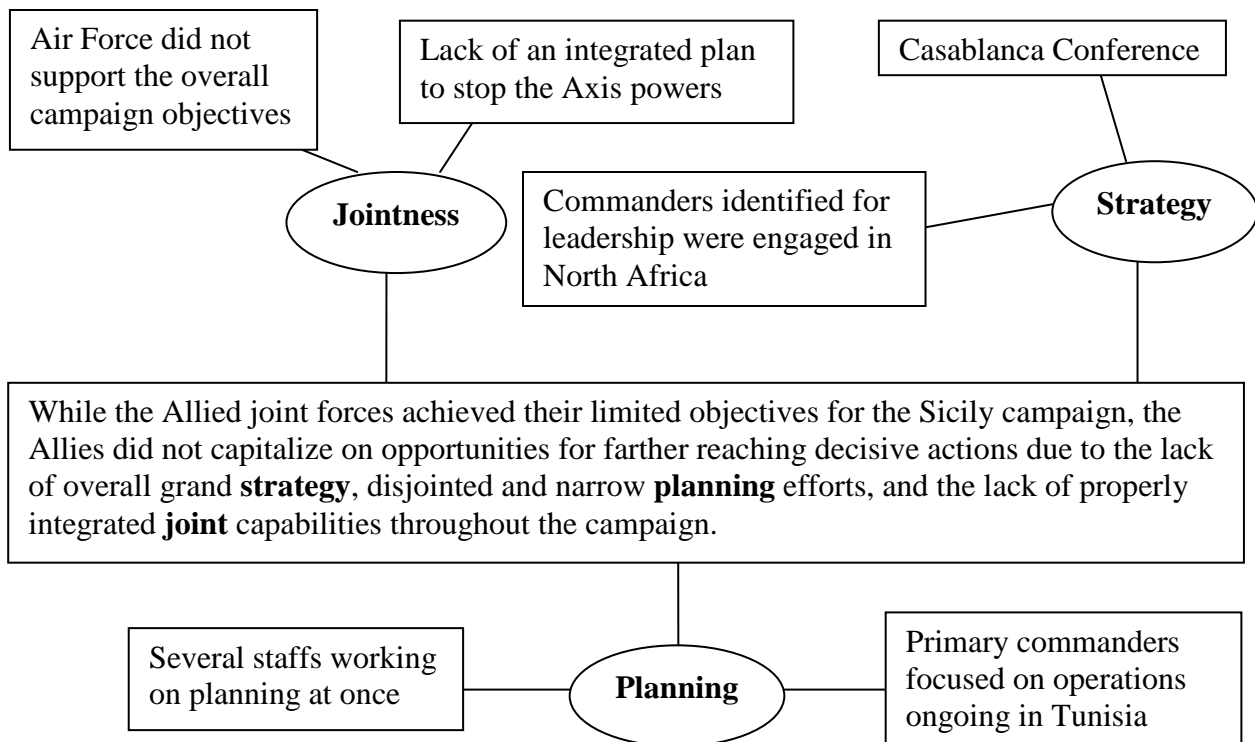 Air Force did not
support the overall
campaign objectives
Lack of an integrated plan
to stop the Axis powers
Casablanca Conference
Jointness
Commanders identified for
leadership were engaged in
North Africa
Strategy
While the Allied joint forces achieved their limited objectives for the Sicily campaign, the
Allies did not capitalize on opportunities for farther reaching decisive actions due to the lack
of overall grand strategy, disjointed and narrow planning efforts, and the lack of properly
integrated joint capabilities throughout the campaign.
Several staffs working
on planning at once
Planning
Primary commanders
focused on operations
ongoing in Tunisia